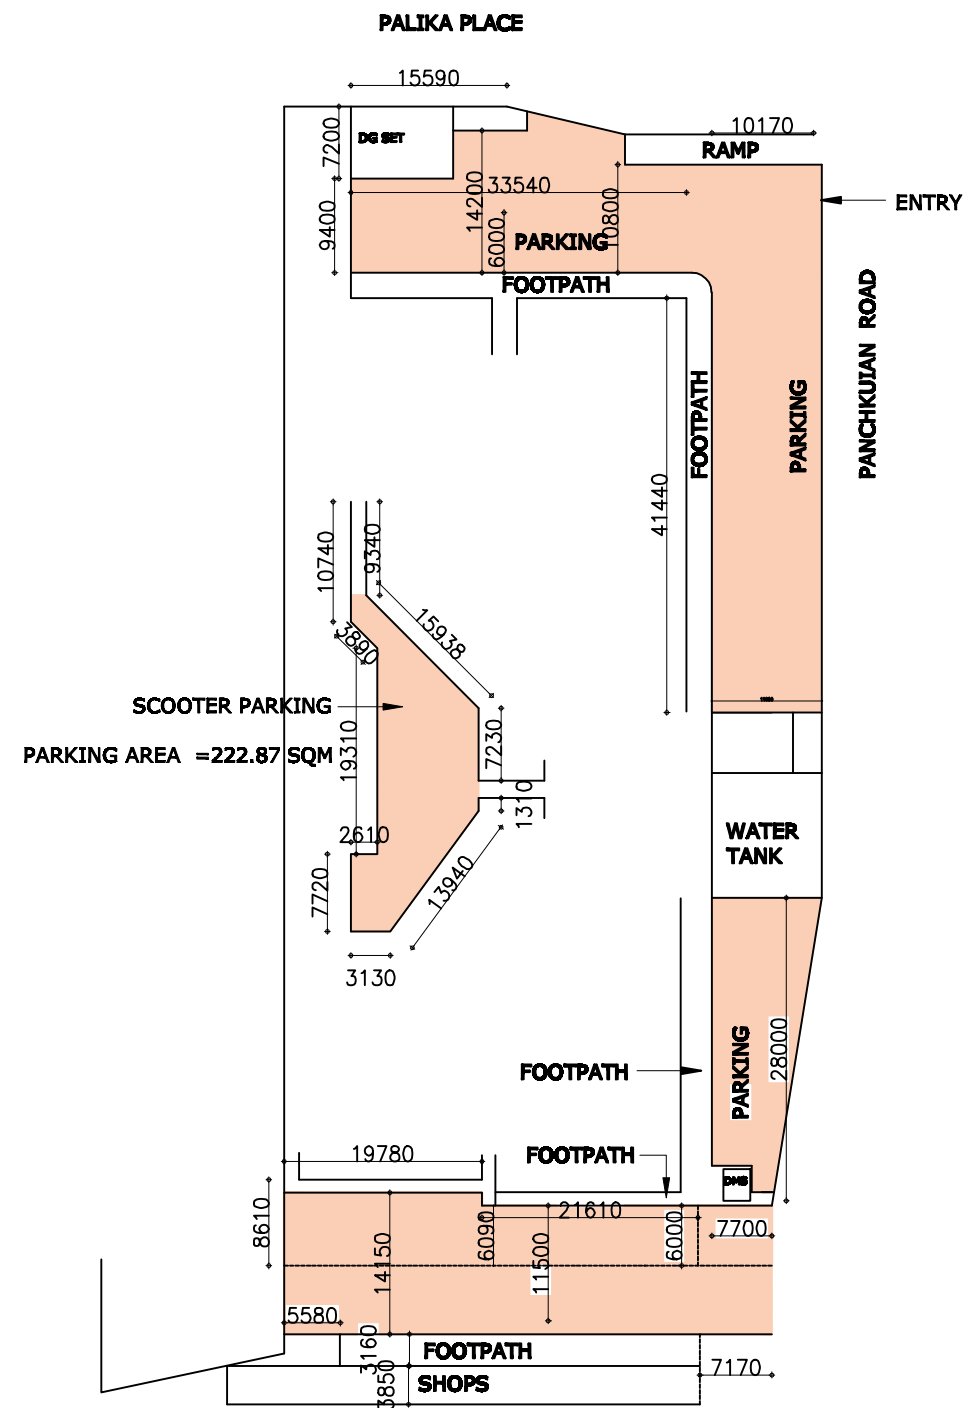 PALIKA PLACE
15590
10170
7200
DG SET
RAMP
14200
33540
10800
ENTRY
9400
6000
PARKING
FOOTPATH
PANCHKUIAN ROAD
FOOTPATH
PARKING
41440
10740
9340
15938
3890
SCOOTER PARKING
PARKING AREA =222.87 SQM
19310
7230
1310
2610
WATER
TANK
7720
13940
3130
28000
PARKING
FOOTPATH
19780
FOOTPATH
DMS
8610
14150
6090
21610
11500
6000
7700
5580
3160
FOOTPATH
7170
3850
SHOPS